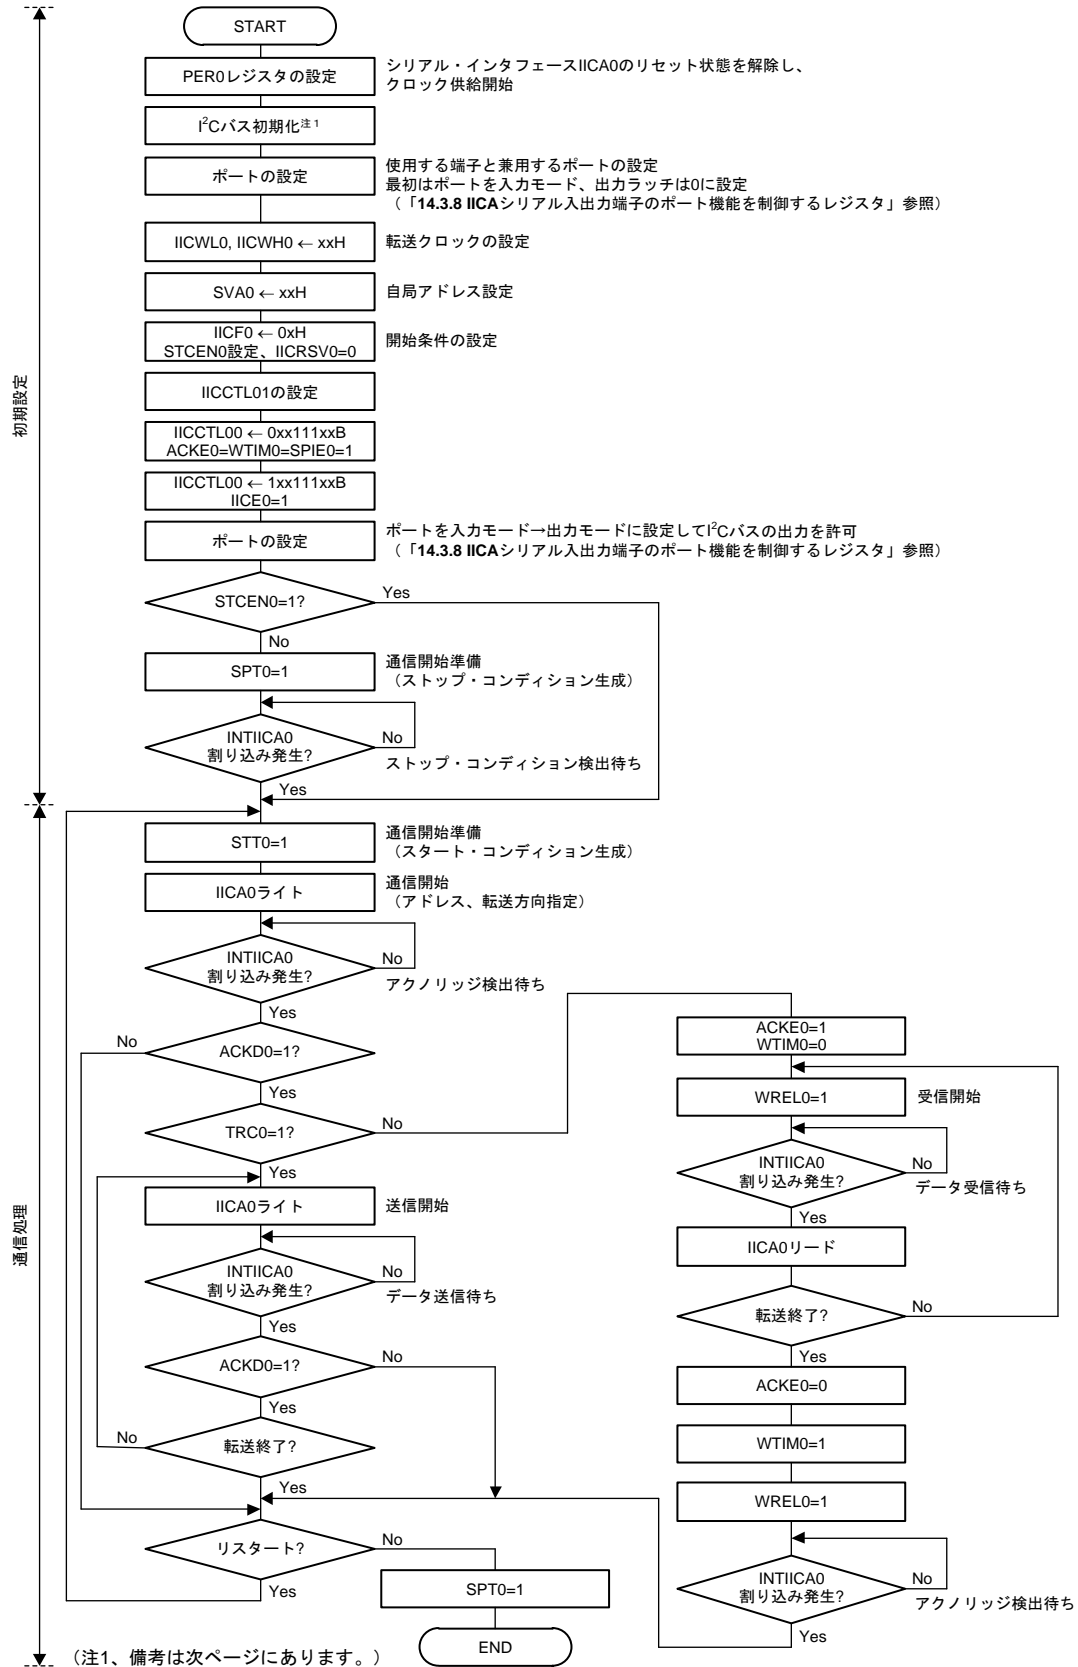 START
PER0レジスタの設定
シリアル・インタフェースIICA0のリセット状態を解除し、
クロック供給開始
I²Cバス初期化注1
ポートの設定
使用する端子と兼用するポートの設定
最初はポートを入力モード、出力ラッチは0に設定
（「14.3.8 IICAシリアル入出力端子のポート機能を制御するレジスタ」参照）
IICWL0, IICWH0 ← xxH
転送クロックの設定
SVA0 ← xxH
自局アドレス設定
IICF0 ← 0xH
STCEN0設定、IICRSV0=0
開始条件の設定
IICCTL01の設定
初期設定
IICCTL00 ← 0xx111xxB
ACKE0=WTIM0=SPIE0=1
IICCTL00 ← 1xx111xxB
IICE0=1
ポートの設定
ポートを入力モード→出力モードに設定してI²Cバスの出力を許可
（「14.3.8 IICAシリアル入出力端子のポート機能を制御するレジスタ」参照）
STCEN0=1?
Yes
No
SPT0=1
通信開始準備
（ストップ・コンディション生成）
INTIICA0
割り込み発生?
No
ストップ・コンディション検出待ち
Yes
STT0=1
通信開始準備
（スタート・コンディション生成）
IICA0ライト
通信開始
（アドレス、転送方向指定）
INTIICA0
割り込み発生?
No
アクノリッジ検出待ち
Yes
ACKD0=1?
No
Yes
TRC0=1?
No
Yes
通信処理
IICA0ライト
送信開始
INTIICA0
割り込み発生?
No
データ送信待ち
Yes
ACKD0=1?
No
Yes
転送終了?
No
Yes
リスタート?
No
Yes
SPT0=1
END
ACKE0=1
WTIM0=0
WREL0=1
受信開始
INTIICA0
割り込み発生?
No
データ受信待ち
Yes
IICA0リード
転送終了?
No
Yes
ACKE0=0
WTIM0=1
WREL0=1
INTIICA0
割り込み発生?
No
アクノリッジ検出待ち
Yes
（注1、備考は次ページにあります。）